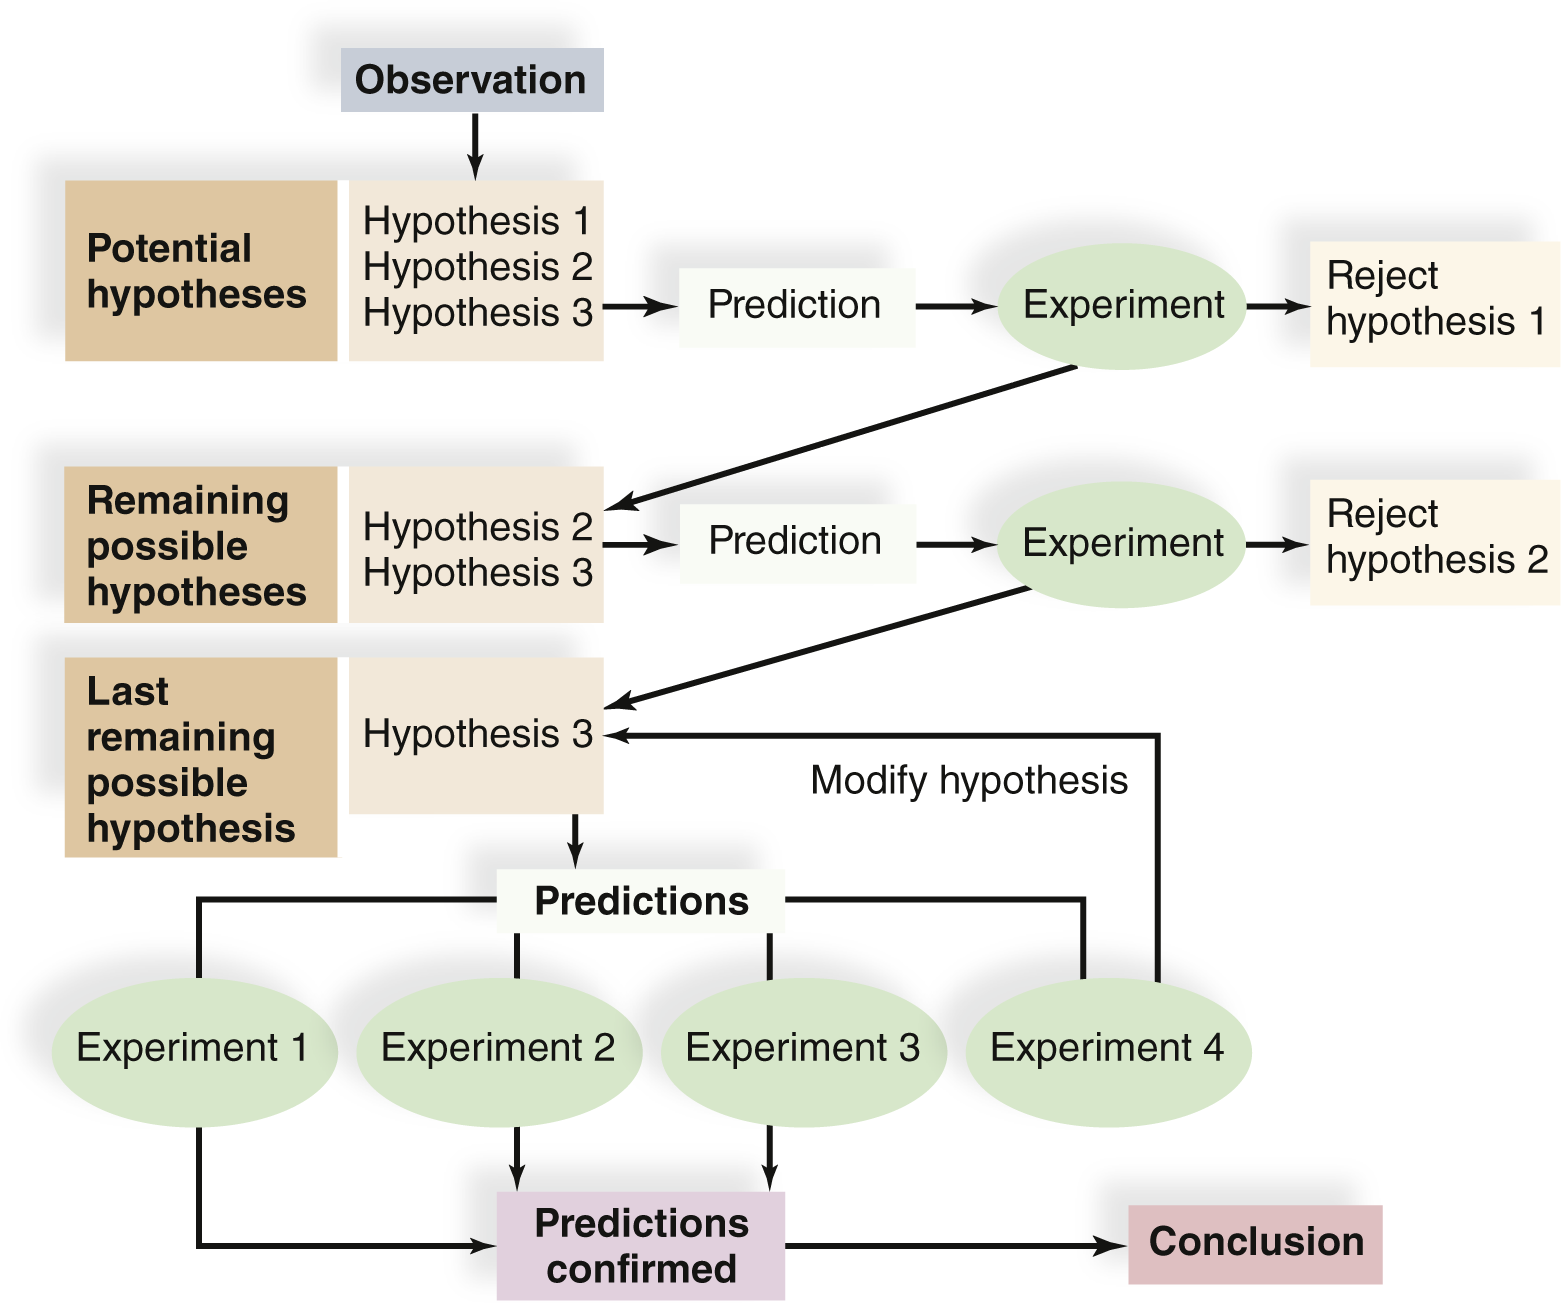 Observation
Potential
hypotheses
Hypothesis 1
Hypothesis 2
Hypothesis 3
Prediction
Experiment
Reject
hypothesis 1
Remaining
possible
hypotheses
Hypothesis 2
Hypothesis 3
Prediction
Experiment
Reject
hypothesis 2
Last
remaining
possible
hypothesis
Hypothesis 3
Modify hypothesis
Predictions
Experiment 1
Experiment 2
Experiment 3
Experiment 4
Predictions
confirmed
Conclusion